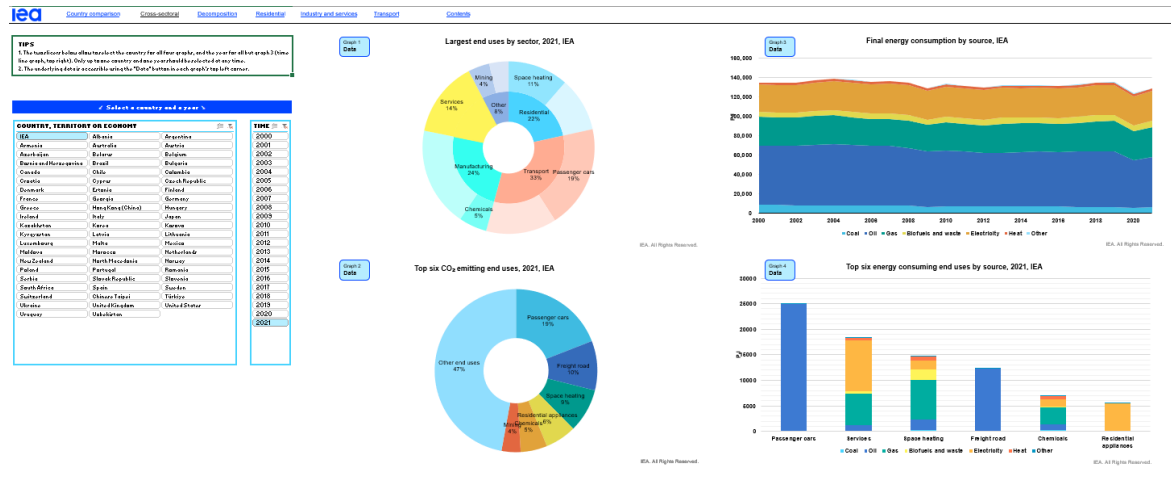 iea
Country comparison Cross-sectoral Decomposition Residential Industry and services Transport Contents
TIPS
1. The two slicers below allow to select the country for all four graphs, and the year for all but graph 3 (time
line graph, top right). Only up to one country and one year should be selected at any time.
2. The underlying data is accessible using the "Data" button in each graph's top left corner.
Select a country and a year
COUNTRY, TERRITORY OR ECONOMY
IEA Albania Argentina
Armenia Australia Austria
Azerbaijan Belarus Belgium
Bosnia and Herzegovina Brazil Bulgaria
Canada Chile Colombia
Croatia Cyprus Czech Republic
Denmark Estonia Finland
France Georgia Germany
Greece Hong Kong (China) Hungary
Ireland Italy Japan
Kazakhstan Korea Kosovo
Kyrgyzstan Latvia Lithuania
Luxembourg Malta Mexico
Moldova Morocco Netherlands
New Zealand North Macedonia Norway
Poland Portugal Romania
Serbia Slovak Republic Slovenia
South Africa Spain Sweden
Switzerland Chinese Taipei Türkiye
Ukraine United Kingdom United States
Uruguay Uzbekistan
TIME
2000
2001
2002
2003
2004
2005
2006
2007
2008
2009
2010
2011
2012
2013
2014
2015
2016
2017
2018
2019
2020
2021
Graph 1
Data
Largest end uses by sector, 2021, IEA
Mining
4%
Space heating
11%
Services
14%
Other
8%
Residential
22%
Manufacturing
24%
Transport
33%
Passenger cars
19%
Chemicals
5%
IEA. All Rights Reserved.
Graph 3
Data
Final energy consumption by source, IEA
PJ
160,000
140,000
120,000
100,000
80,000
60,000
40,000
20,000
0
2000 2002 2004 2006 2008 2010 2012 2014 2016 2018 2020
Coal Oil Gas Biofuels and waste Electricity Heat Other
IEA. All Rights Reserved.
Graph 2
Data
Top six CO₂ emitting end uses, 2021, IEA
Passenger cars
19%
Other end uses
47%
Freight road
10%
Space heating
9%
Residential appliances
6%
Chemicals
5%
Mining
4%
IEA. All Rights Reserved.
Graph 4
Data
Top six energy consuming end uses by source, 2021, IEA
PJ
30000
25000
20000
15000
10000
5000
0
Passenger cars Services Space heating Freight road Chemicals Residential
appliances
Coal Oil Gas Biofuels and waste Electricity Heat Other
IEA. All Rights Reserved.